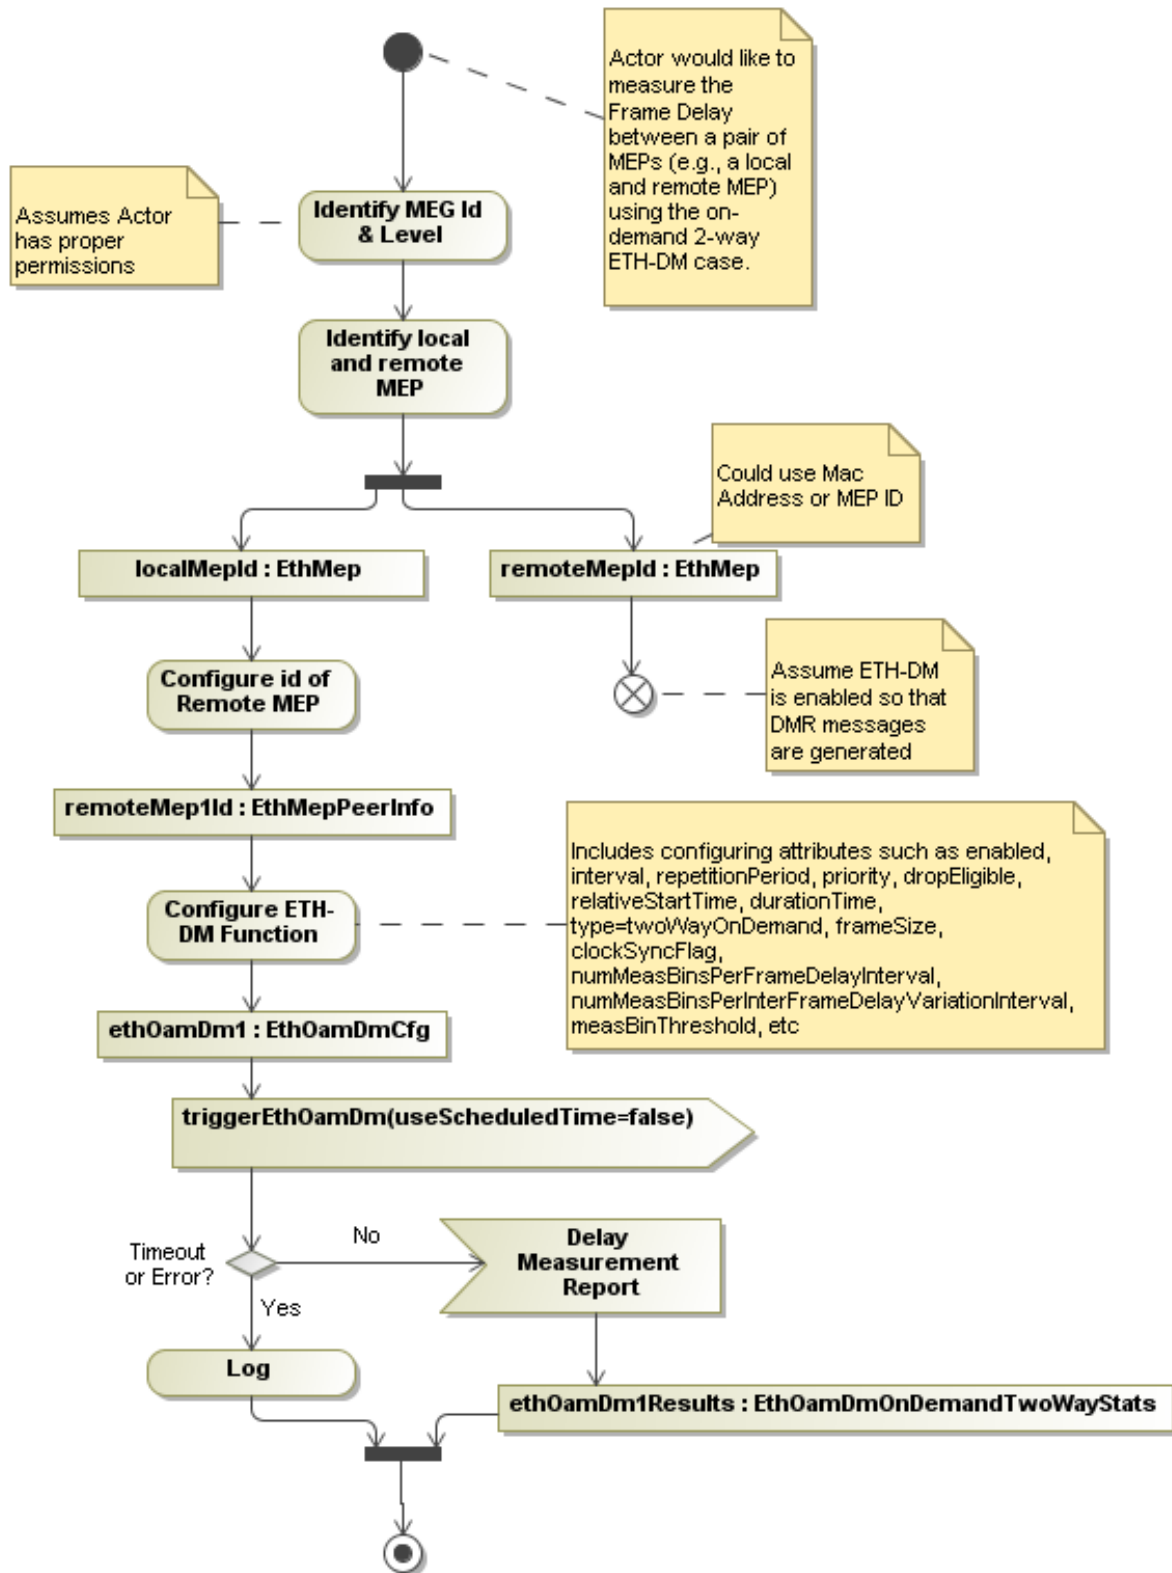 Actor would like to
measure the
Frame Delay
between a pair of
MEPs (e.g., a local
and remote MEP)
using the on-
demand 2-way
ETH-DM case.
Assumes Actor
has proper
permissions
Identify MEG Id
& Level
Identify local
and remote
MEP
Could use Mac
Address or MEP ID
localMepId : EthMep
remoteMepId : EthMep
Configure id of
Remote MEP
Assume ETH-DM
is enabled so that
DMR messages
are generated
remoteMep1Id : EthMepPeerInfo
Includes configuring attributes such as enabled,
interval, repetitionPeriod, priority, dropEligible,
relativeStartTime, durationTime,
type=twoWayOnDemand, frameSize,
clockSyncFlag,
numMeasBinsPerFrameDelayInterval,
numMeasBinsPerInterFrameDelayVariationInterval,
measBinThreshold, etc
Configure ETH-
DM Function
ethOamDm1 : EthOamDmCfg
triggerEthOamDm(useScheduledTime=false)
Timeout
or Error?
No
Yes
Delay
Measurement
Report
Log
ethOamDm1Results : EthOamDmOnDemandTwoWayStats